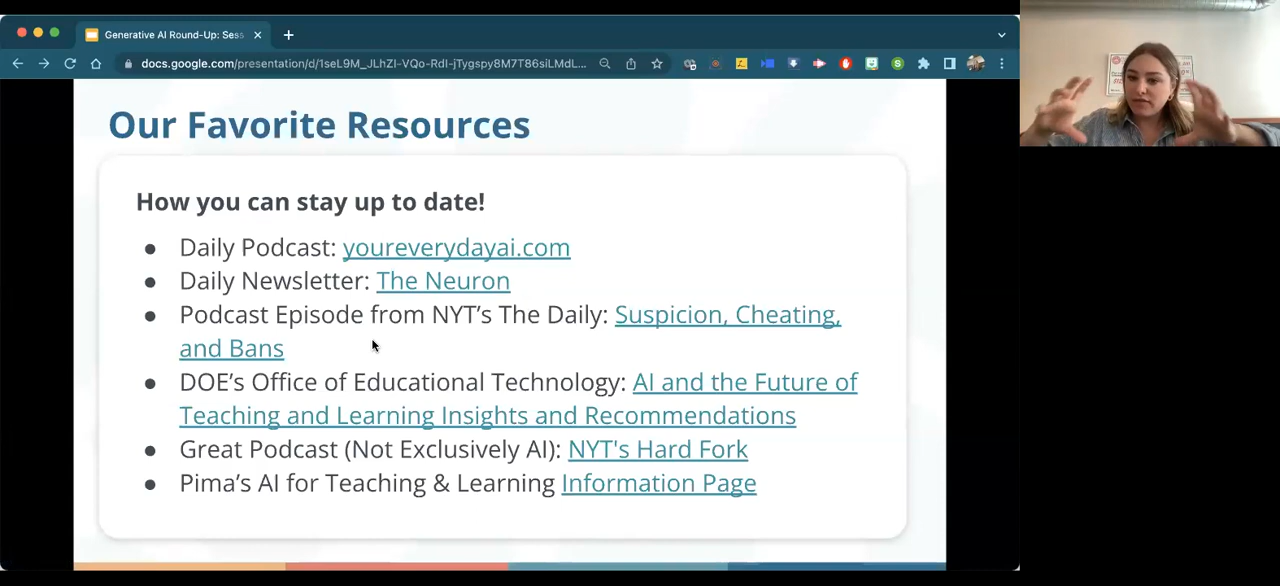 Generative AI Round-Up: Sess
docs.google.com/presentation/d/1seL9M_JLhZI-VQo-RdI-jTygspy8M7T86siLMdL...
Our Favorite Resources
How you can stay up to date!
● Daily Podcast: youreverydayai.com
● Daily Newsletter: The Neuron
● Podcast Episode from NYT’s The Daily: Suspicion, Cheating,
and Bans
● DOE’s Office of Educational Technology: AI and the Future of
Teaching and Learning Insights and Recommendations
● Great Podcast (Not Exclusively AI): NYT's Hard Fork
● Pima’s AI for Teaching & Learning Information Page